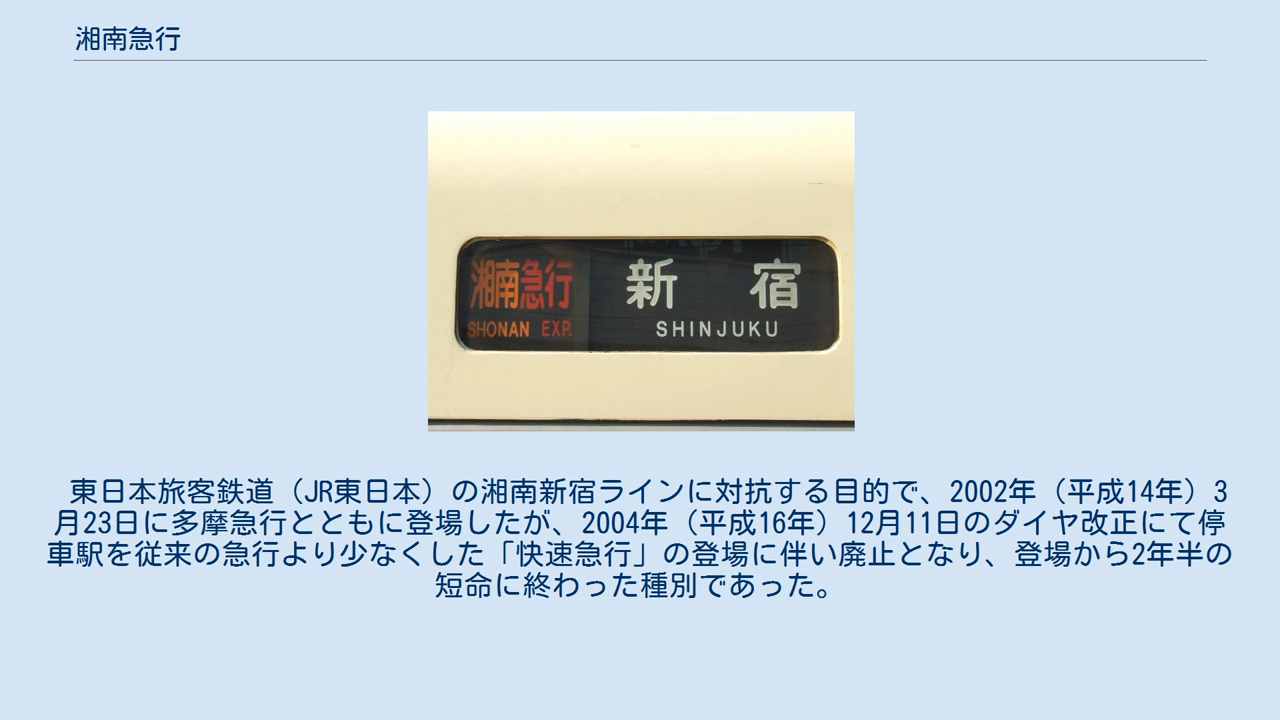 湘南急行
湘南急行 新宿
SHONAN EXP. SHINJUKU
東日本旅客鉄道（JR東日本）の湘南新宿ラインに対抗する目的で、2002年（平成14年）3
月23日に多摩急行とともに登場したが、2004年（平成16年）12月11日のダイヤ改正にて停
車駅を従来の急行より少なくした「快速急行」の登場に伴い廃止となり、登場から2年半の
短命に終わった種別であった。